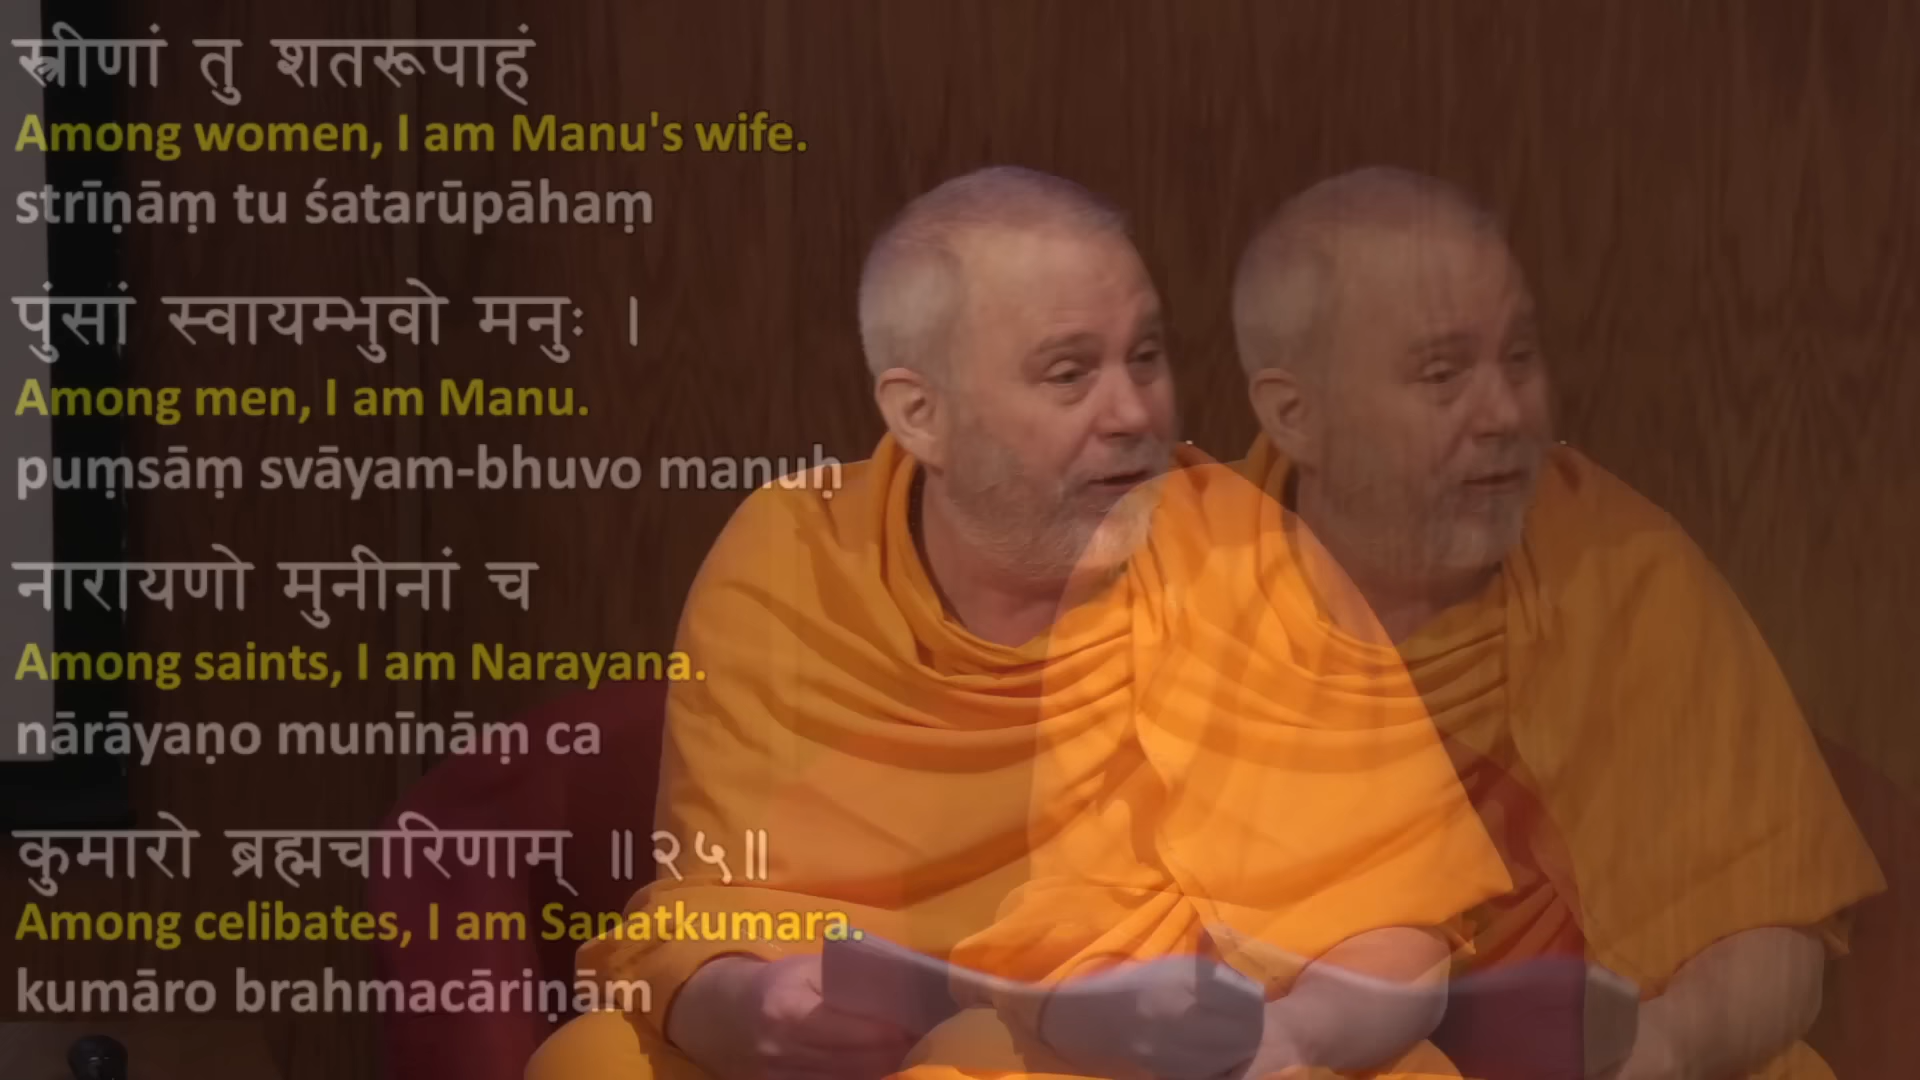 स्त्रीणां तु शतरूपाहं
Among women, I am Manu's wife.
strīṇāṃ tu śatarūpāhaṃ
पुंसां स्वायम्भुवो मनुः ।
Among men, I am Manu.
puṃsāṃ svāyam-bhuvo manuḥ
नारायणो मुनीनां च
Among saints, I am Narayana.
nārāyaṇo munīnāṃ ca
कुमारो ब्रह्मचारिणाम् ॥२५॥
Among celibates, I am Sanatkumara.
kumāro brahmacāriṇām